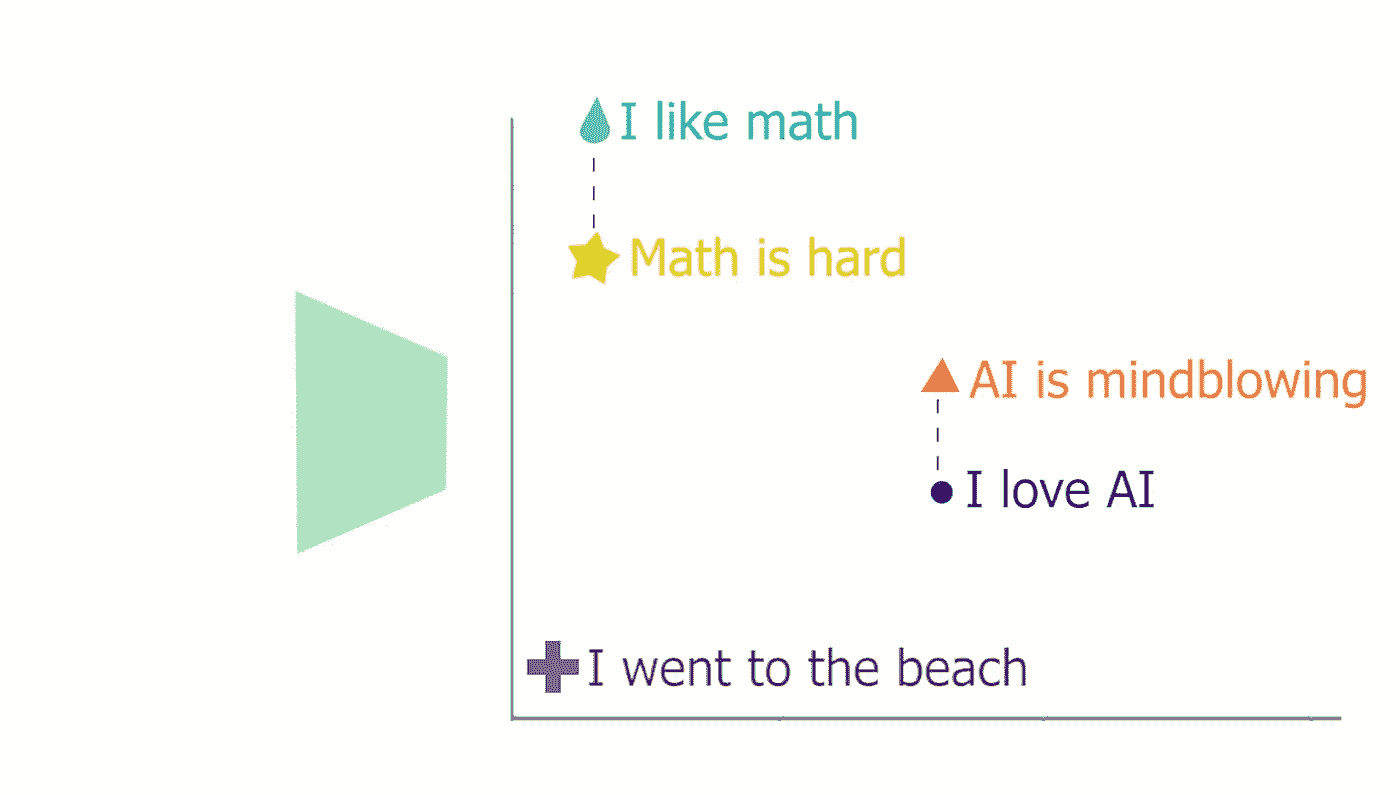 I like math
Math is hard
AI is mindblowing
I love AI
I went to the beach